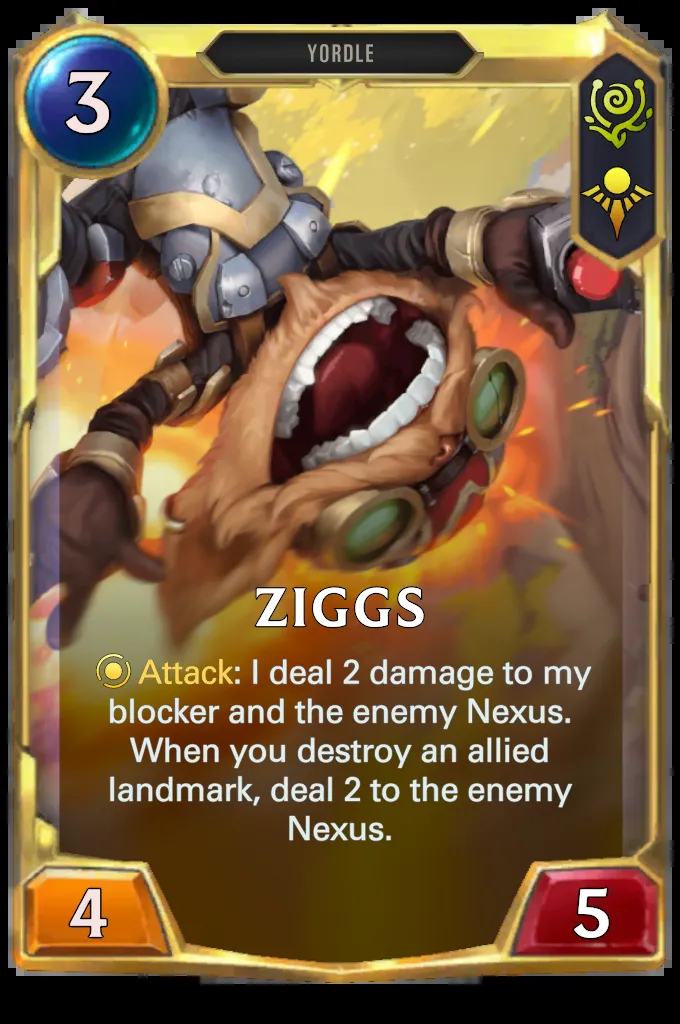 YORDLE
3
ZIGGS
Attack: I deal 2 damage to my
blocker and the enemy Nexus.
When you destroy an allied
landmark, deal 2 to the enemy
Nexus.
4
5